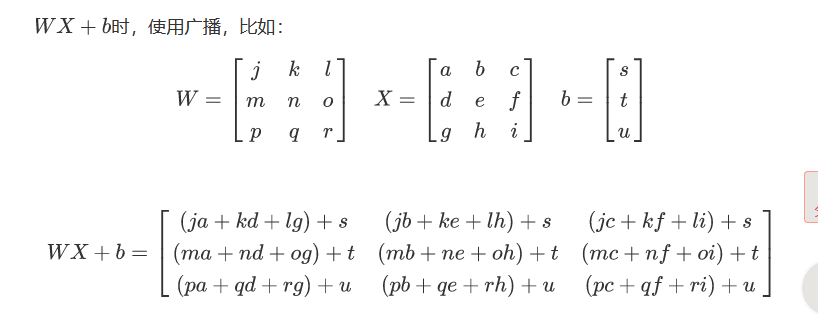 WX + b时，使用广播，比如：
W = [j k l; m n o; p q r] X = [a b c; d e f; g h i] b = [s; t; u]
WX + b = [(ja + kd + lg) + s (jb + ke + lh) + s (jc + kf + li) + s; (ma + nd + og) + t (mb + ne + oh) + t (mc + nf + oi) + t; (pa + qd + rg) + u (pb + qe + rh) + u (pc + qf + ri) + u]